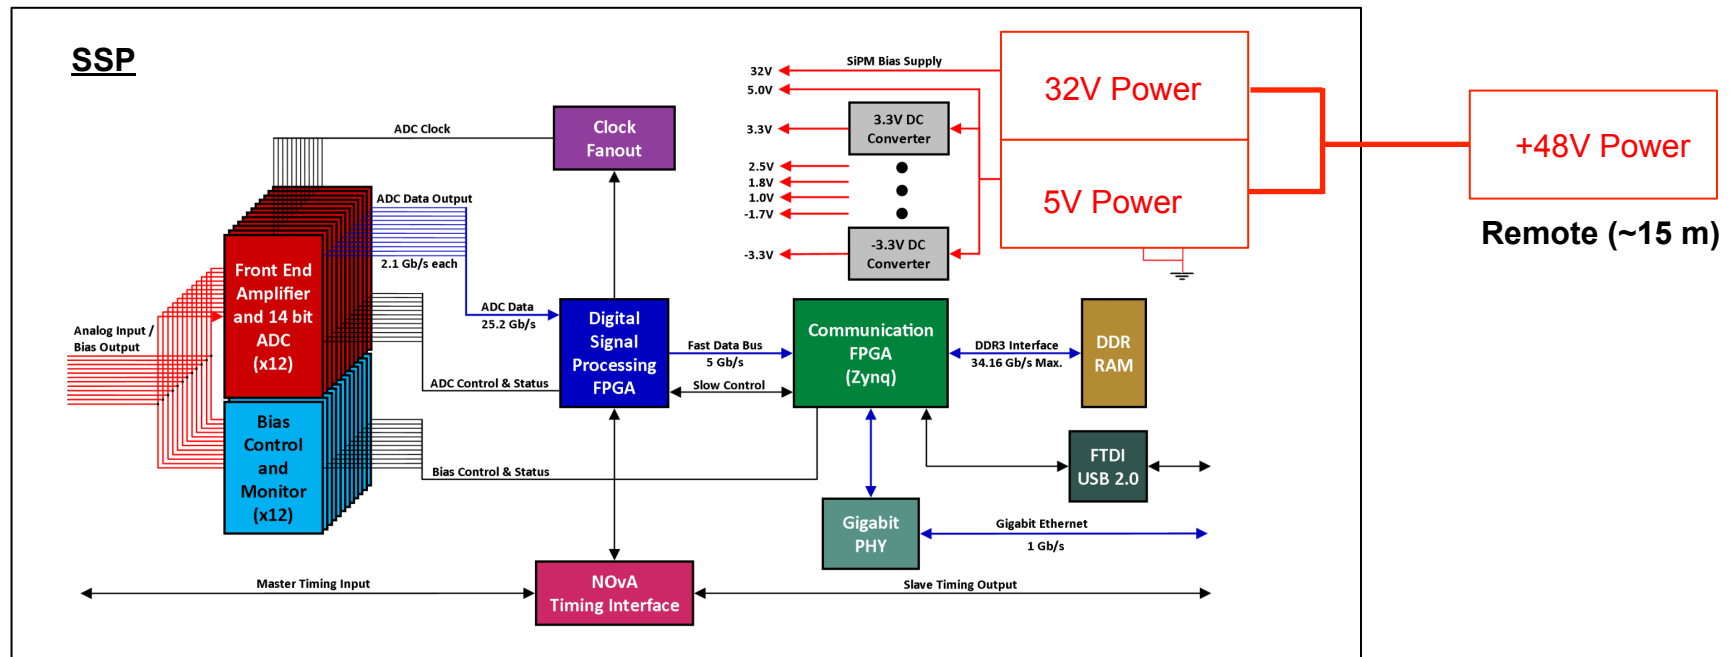 SSP
SiPM Bias Supply
32V
5.0V
3.3V
2.5V
1.8V
1.0V
-1.7V
-3.3V
3.3V DC
Converter
-3.3V DC
Converter
32V Power
5V Power
+48V Power
Remote (~15 m)
Clock
Fanout
ADC Clock
ADC Data Output
2.1 Gb/s each
Front End
Amplifier
and 14 bit
ADC
(x12)
Analog Input /
Bias Output
ADC Data
25.2 Gb/s
Digital
Signal
Processing
FPGA
Fast Data Bus
5 Gb/s
Slow Control
Communication
FPGA
(Zynq)
DDR3 Interface
34.16 Gb/s Max.
DDR
RAM
ADC Control & Status
Bias
Control
and
Monitor
(x12)
Bias Control & Status
FTDI
USB 2.0
Gigabit
PHY
Gigabit Ethernet
1 Gb/s
Master Timing Input
NOvA
Timing Interface
Slave Timing Output